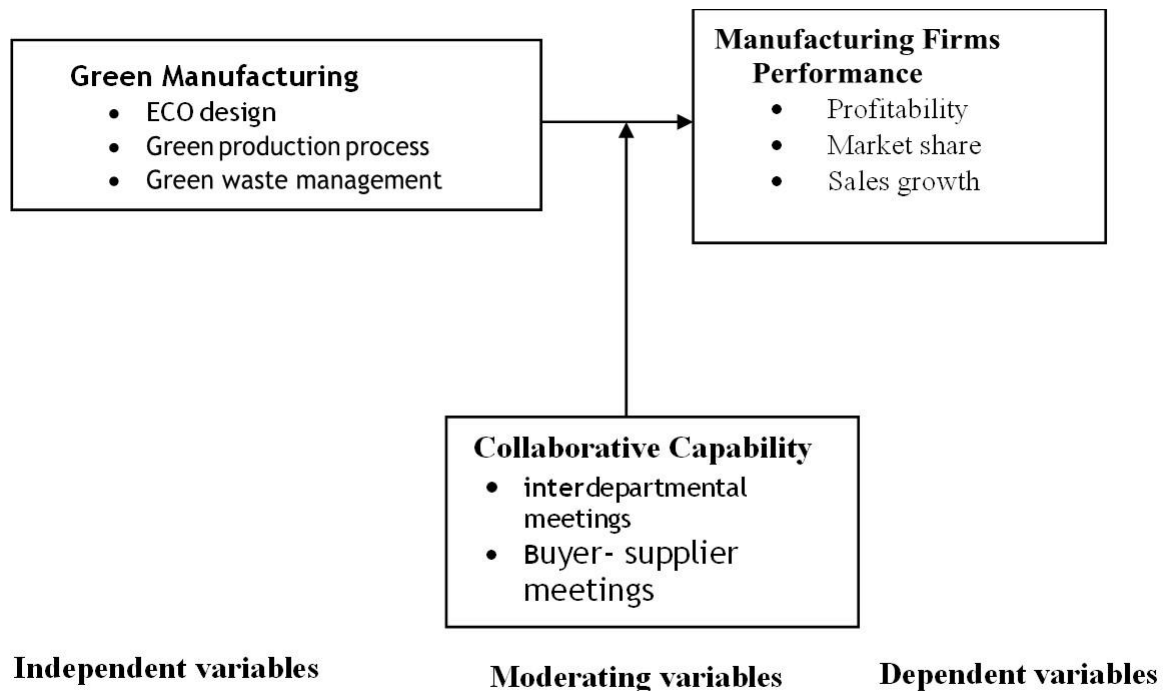 Green Manufacturing
• ECO design
• Green production process
• Green waste management
Manufacturing Firms
Performance
• Profitability
• Market share
• Sales growth
Collaborative Capability
• interdepartmental
meetings
• Buyer- supplier
meetings
Independent variables
Moderating variables
Dependent variables